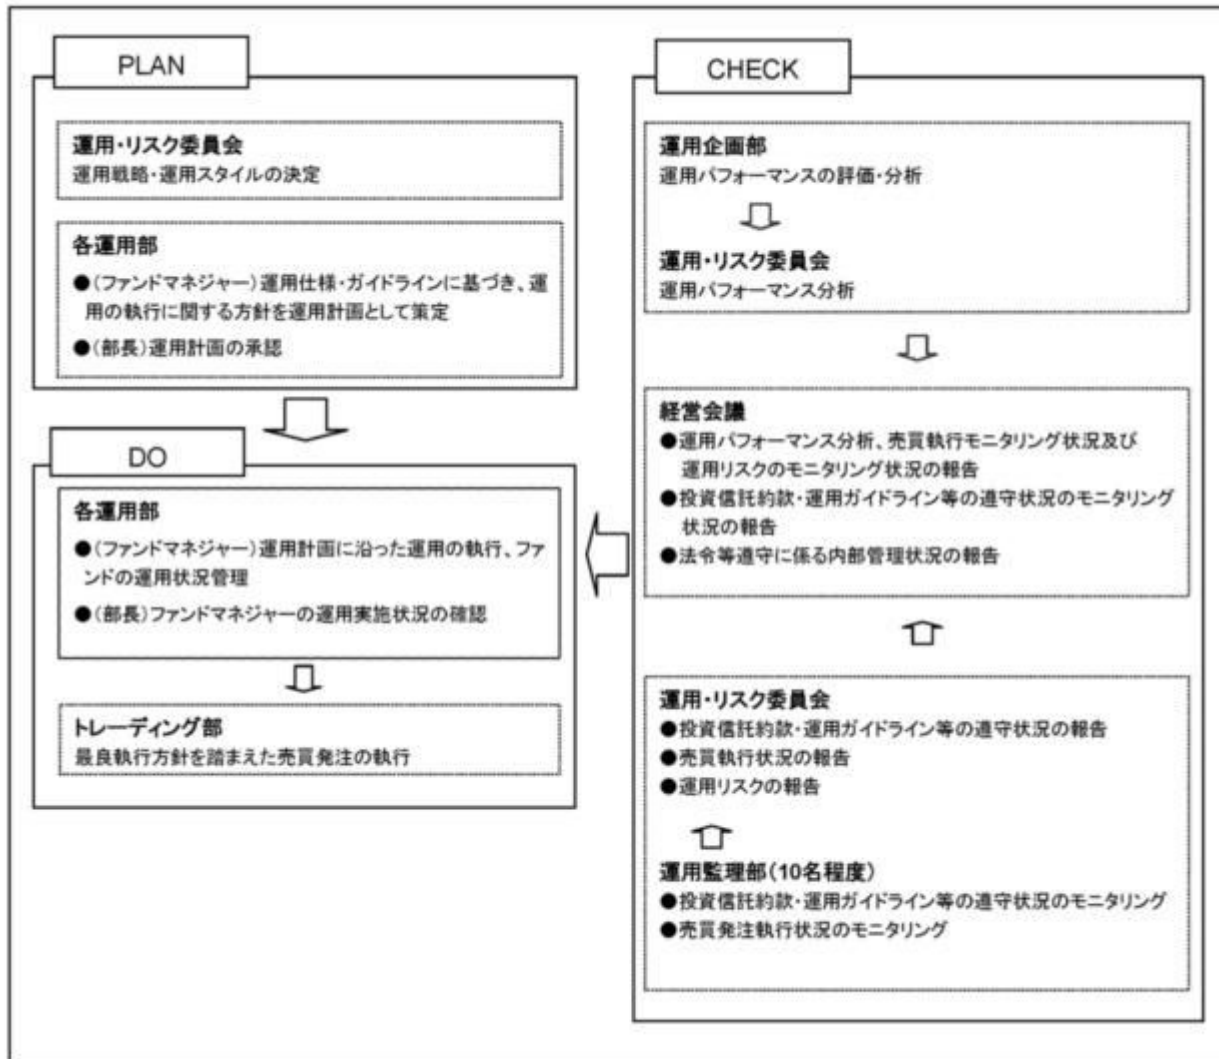 PLAN
運用・リスク委員会
運用戦略・運用スタイルの決定
各運用部
●(ファンドマネジャー)運用仕様・ガイドラインに基づき、運
用の執行に関する方針を運用計画として策定
●(部長)運用計画の承認
DO
各運用部
●(ファンドマネジャー)運用計画に沿った運用の執行、ファ
ンドの運用状況管理
●(部長)ファンドマネジャーの運用実施状況の確認
トレーディング部
最良執行方針を踏まえた売買発注の執行
CHECK
運用企画部
運用パフォーマンスの評価・分析
運用・リスク委員会
運用パフォーマンス分析
経営会議
●運用パフォーマンス分析、売買執行モニタリング状況及び
運用リスクのモニタリング状況の報告
●投資信託約款・運用ガイドライン等の遵守状況のモニタリング
状況の報告
●法令等遵守に係る内部管理状況の報告
運用・リスク委員会
●投資信託約款・運用ガイドライン等の遵守状況の報告
●売買執行状況の報告
●運用リスクの報告
運用監理部(10名程度)
●投資信託約款・運用ガイドライン等の遵守状況のモニタリング
●売買発注執行状況のモニタリング